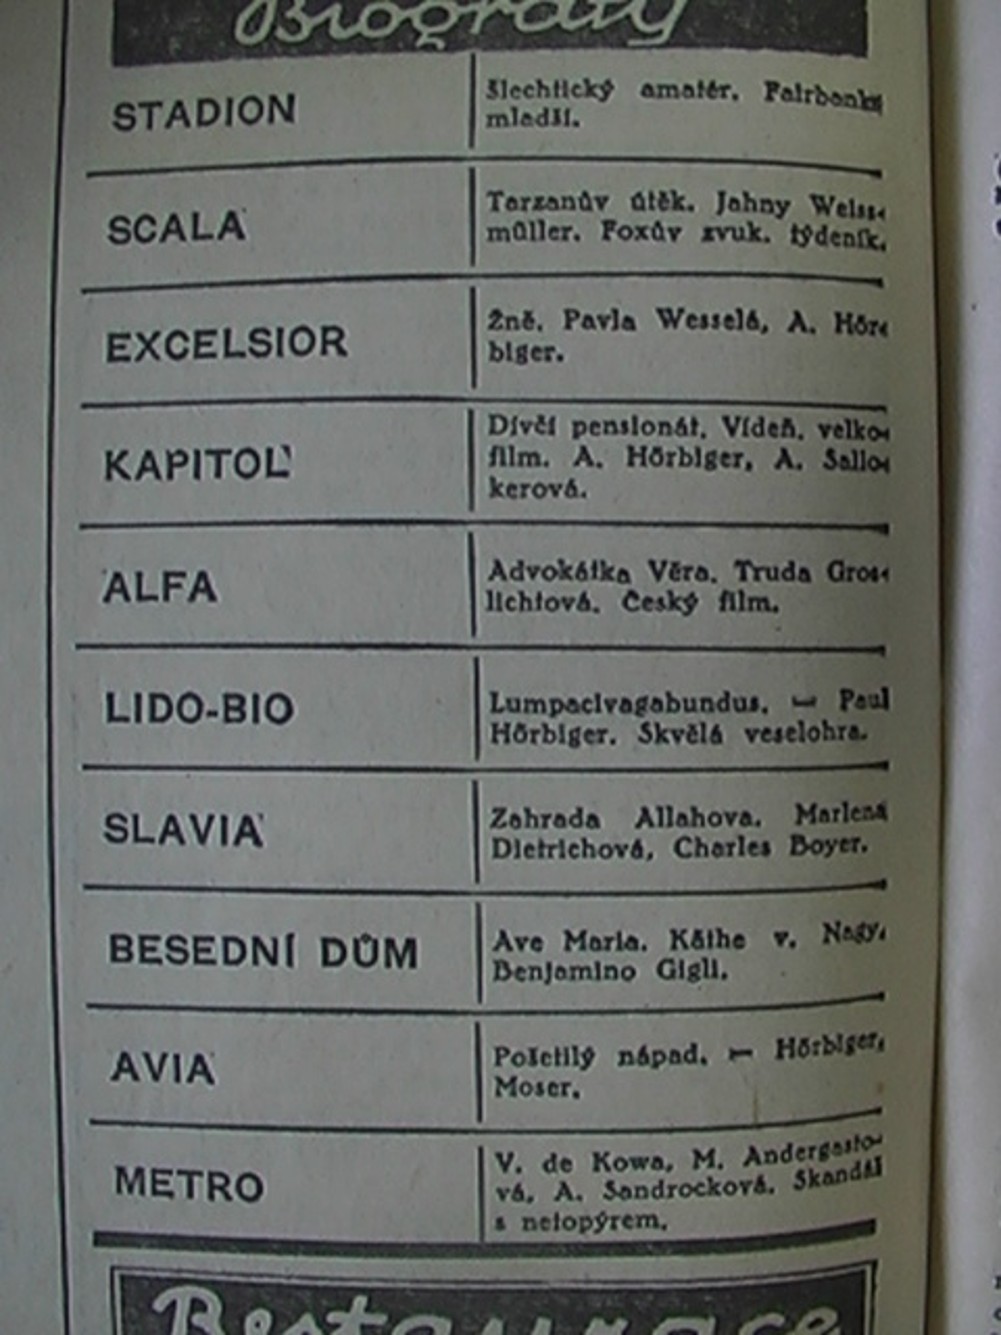 Biografy
STADION
Šlechtický amatér. Fairbanks
mladší.
SCALA
Tarzanův útěk. Jahny Weiss-
müller. Foxův zvuk. týdeník.
EXCELSIOR
Žně. Pavla Wesselá, A. Hör-
biger.
KAPITOL
Dívčí pensionát. Vídeň. velko-
film. A. Hörbiger, A. Sallo-
kerová.
ALFA
Advokátka Věra. Truda Gros-
lichtová. Český film.
LIDO-BIO
Lumpacivagabundus. — Paul
Hörbiger. Skvělá veselohra.
SLAVIA
Zahrada Allahova. Marlena
Dietrichová, Charles Boyer.
BESEDNÍ DŮM
Ave Maria. Käthe v. Nagy,
Benjamino Gigli.
AVIA
Pošetilý nápad. — Hörbiger,
Moser.
METRO
V. de Kowa, M. Andergasto-
vá, A. Sandrocková. Skandál
s netopýrem.
Restaurace